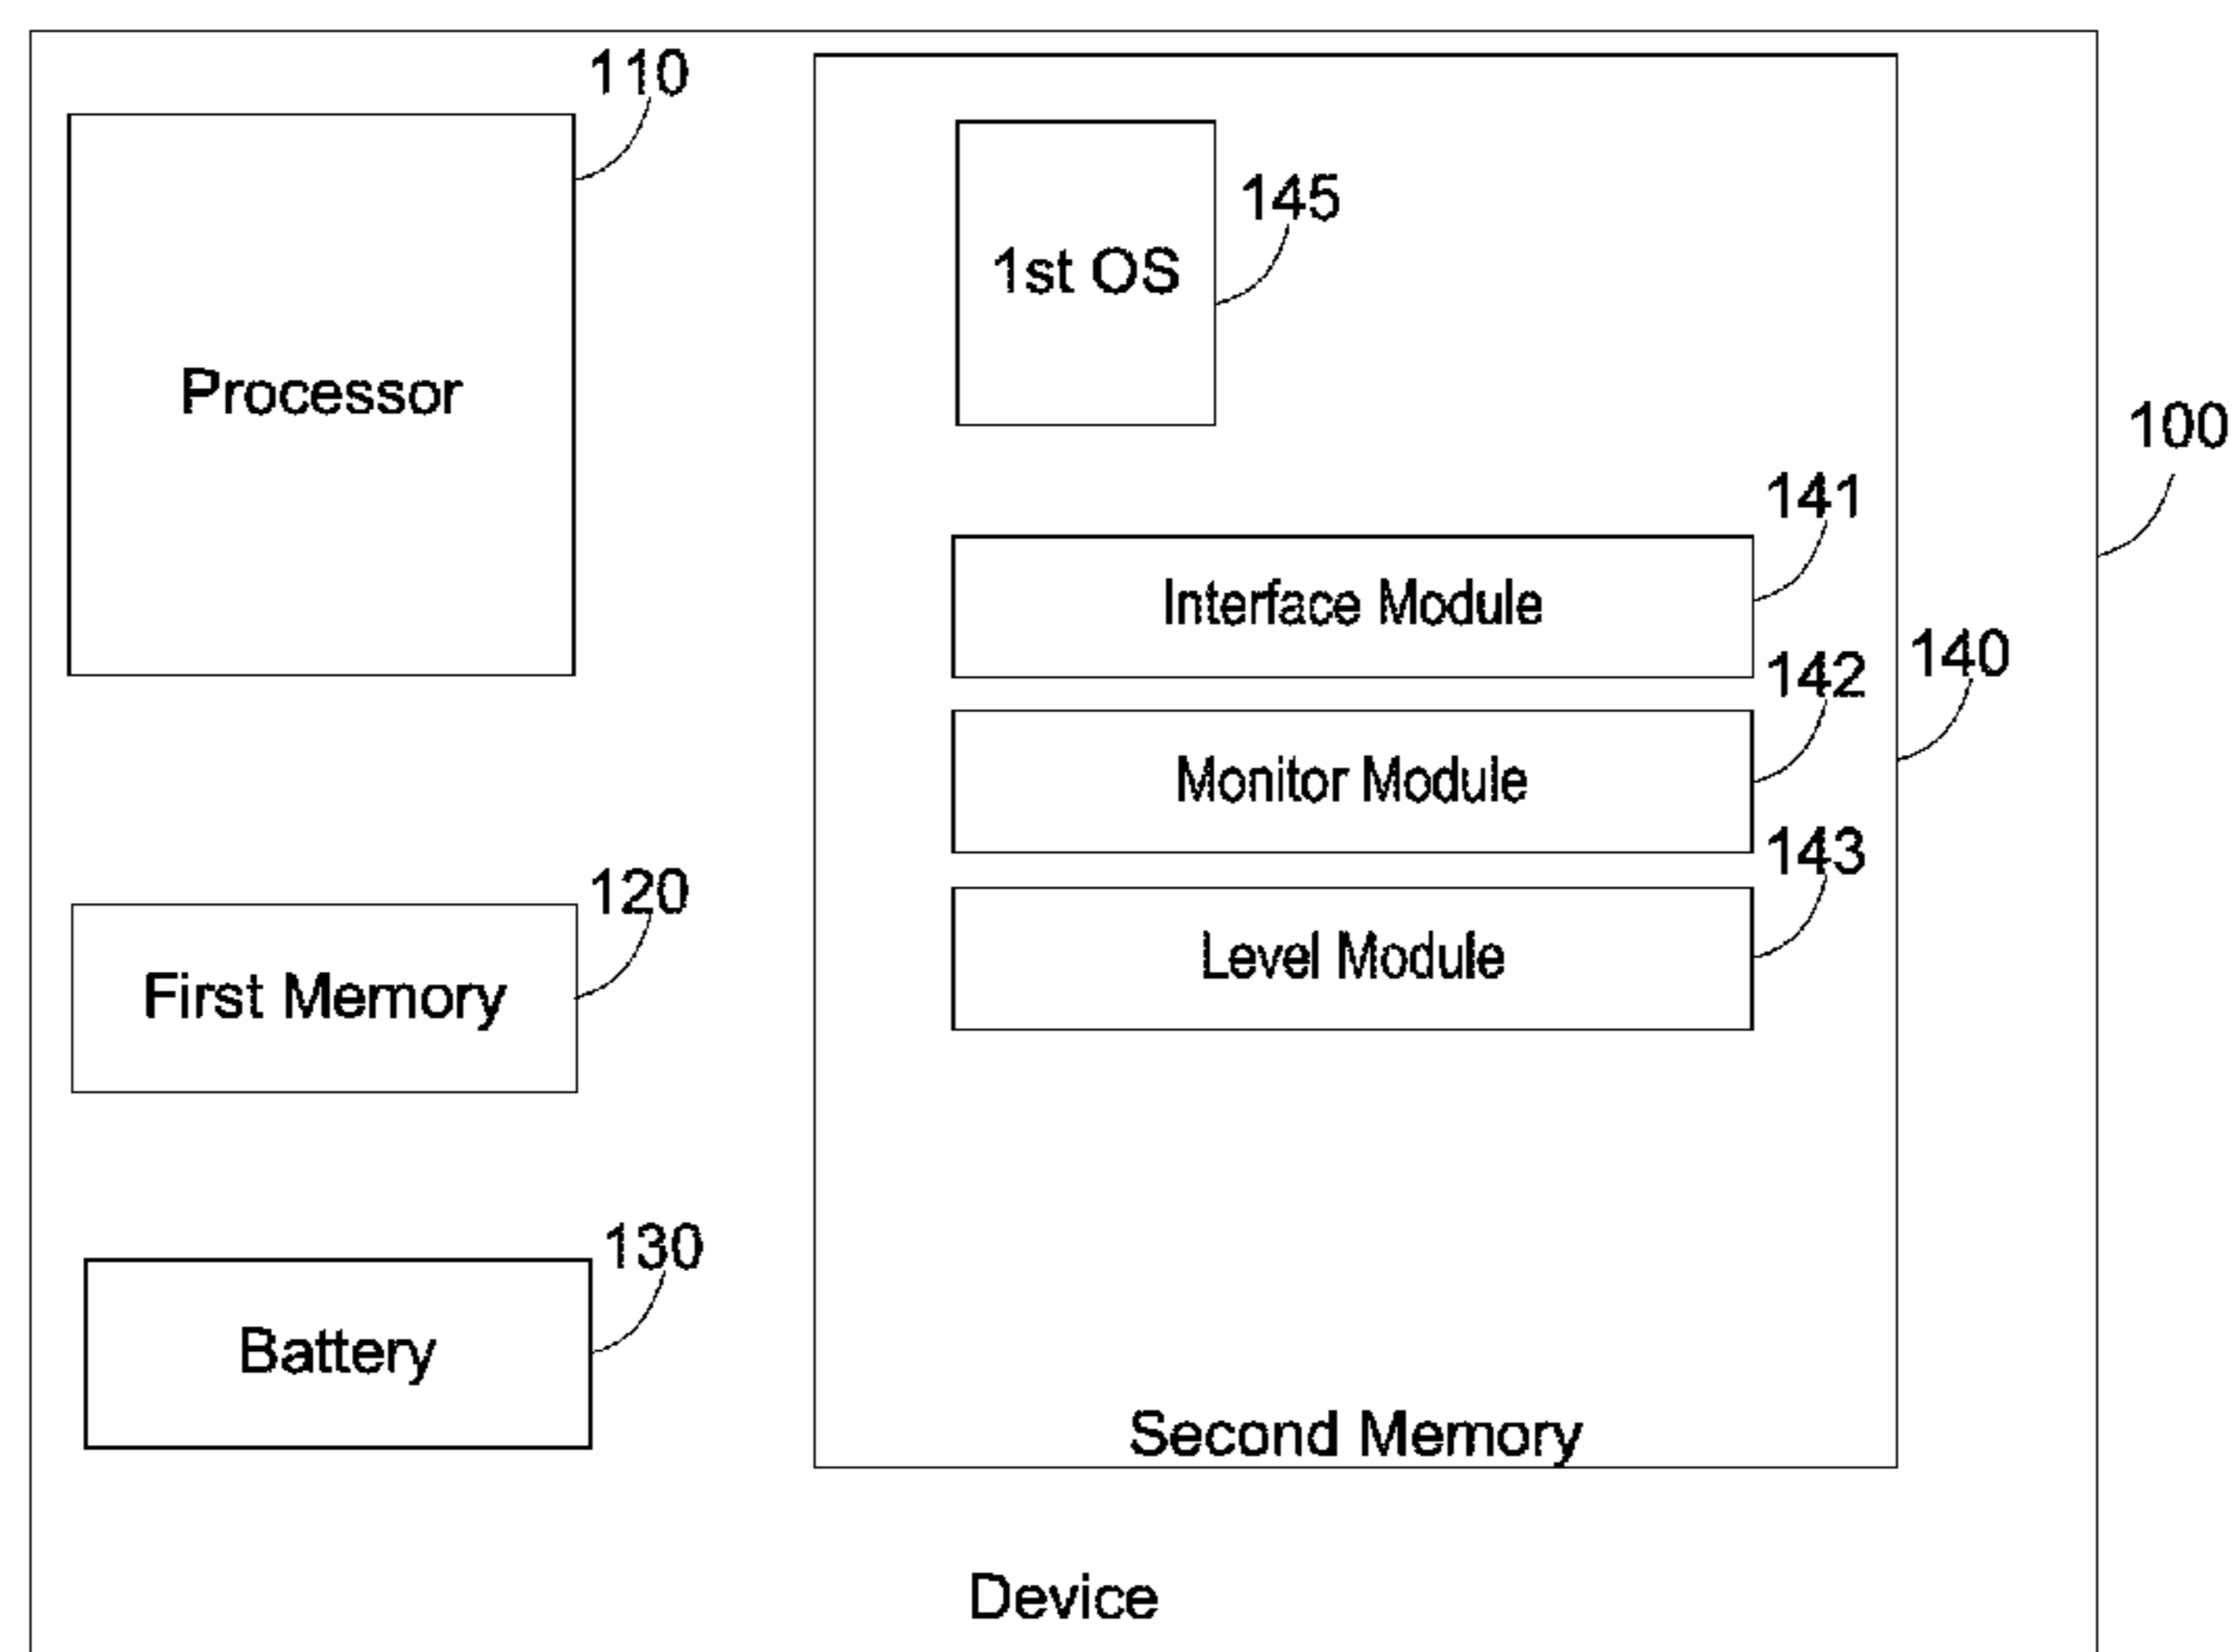 110
Processor
145
1st OS
100
141
Interface Module
142
140
Monitor Module
143
Level Module
120
First Memory
130
Battery
Second Memory
Device